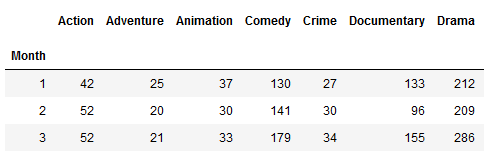 Action Adventure Animation Comedy Crime Documentary Drama
Month
1 42 25 37 130 27 133 212
2 52 20 30 141 30 96 209
3 52 21 33 179 34 155 286